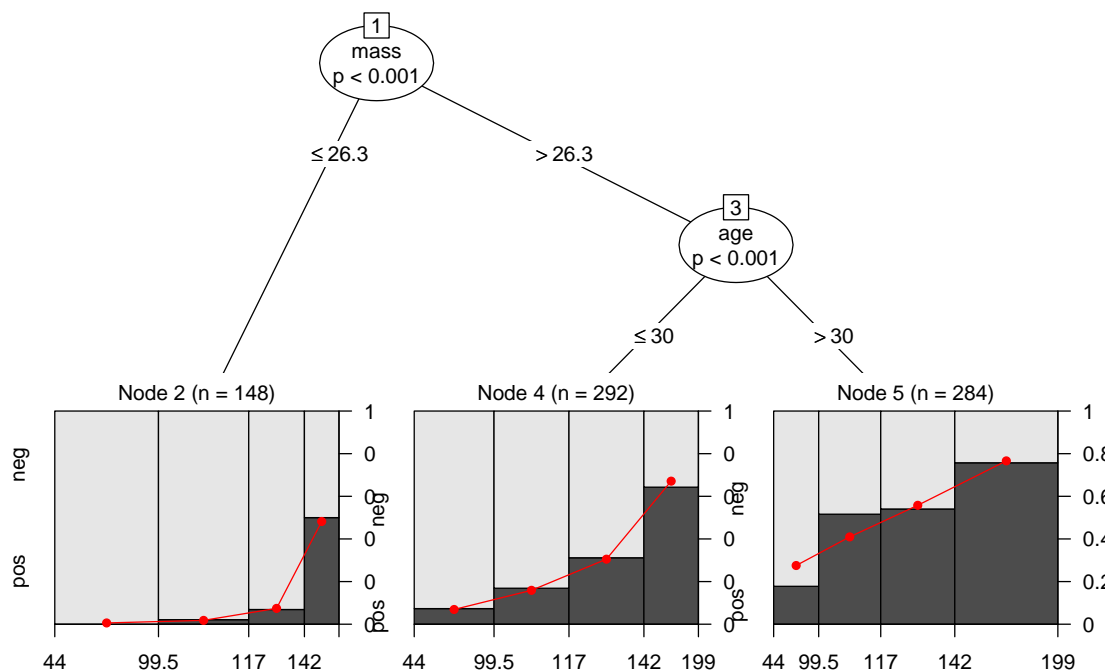 1
mass
p < 0.001
≤ 26.3
> 26.3
3
age
p < 0.001
≤ 30
> 30
Node 2 (n = 148)
neg
pos
44 99.5 117 142
1
0
0
0
0
0
Node 4 (n = 292)
neg
pos
44 99.5 117 142 199
1
0
0
0
0
0
Node 5 (n = 284)
neg
pos
44 99.5 117 142 199
1
0.8
0.6
0.4
0.2
0